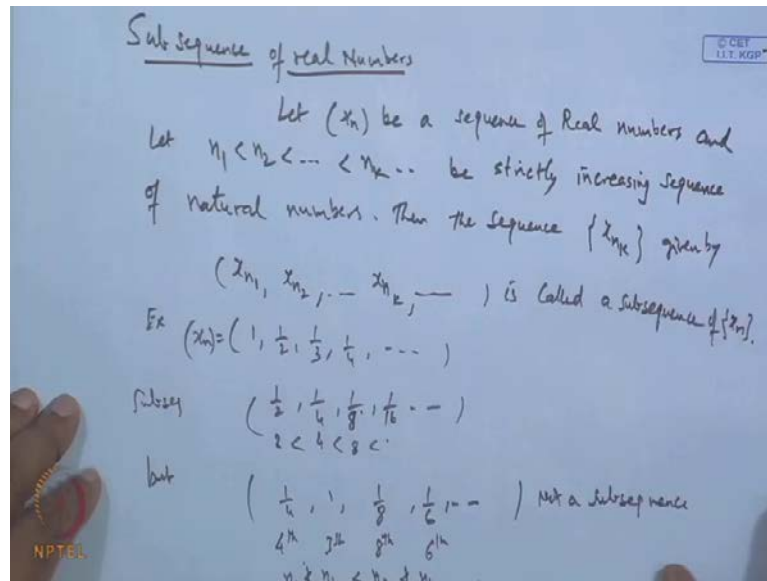 Subsequence of real Numbers
© CET
I.I.T. KGP
Let (xn) be a sequence of Real numbers and
Let n1 < n2 < ... < nk .. be strictly increasing sequence
of natural numbers. Then the sequence {xnk} given by
(xn1, xn2, .-- xnk, — ) is called a subsequence of {xn}.
Ex (xn) = ( 1, 1/2, 1/3, 1/4, ---- )
Subseq ( 1/2, 1/4, 1/8, 1/16 .-- )
2 < 4 < 8 < .
but ( 1/4, 1, 1/8, 1/6, -- ) Not a subsequence
4th 3th 8th 6th
NPTEL